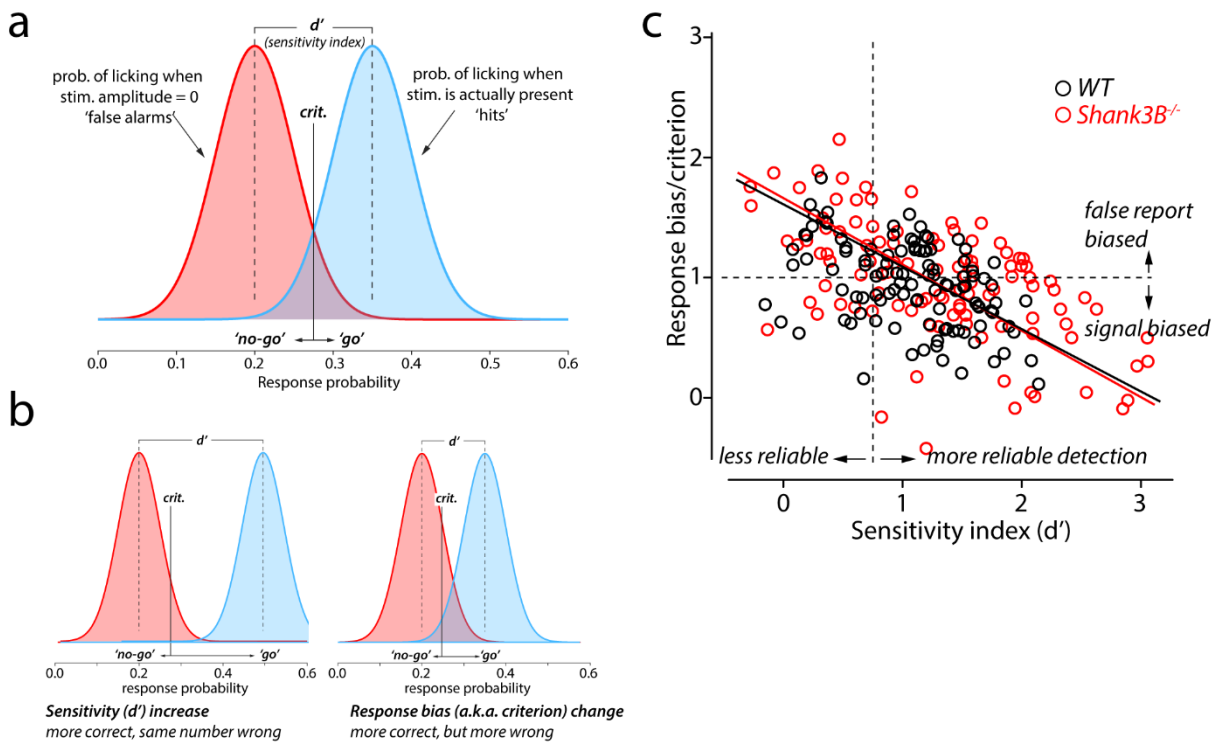 a
d'
(sensitivity index)
prob. of licking when
stim. amplitude = 0
'false alarms'
crit.
prob. of licking when
stim. is actually present
'hits'
'no-go'
'go'
0.0
0.1
0.2
0.3
0.4
0.5
0.6
Response probability
b
d'
crit.
'no-go'
'go'
0.0
0.2
0.4
0.6
response probability
Sensitivity (d') increase
more correct, same number wrong
d'
crit.
'no-go'
'go'
0.0
0.2
0.4
0.6
response probability
Response bias (a.k.a. criterion) change
more correct, but more wrong
c
3
2
1
0
Response bias/criterion
WT
Shank3B-/-
false report
biased
signal biased
less reliable
more reliable detection
0
1
2
3
Sensitivity index (d')